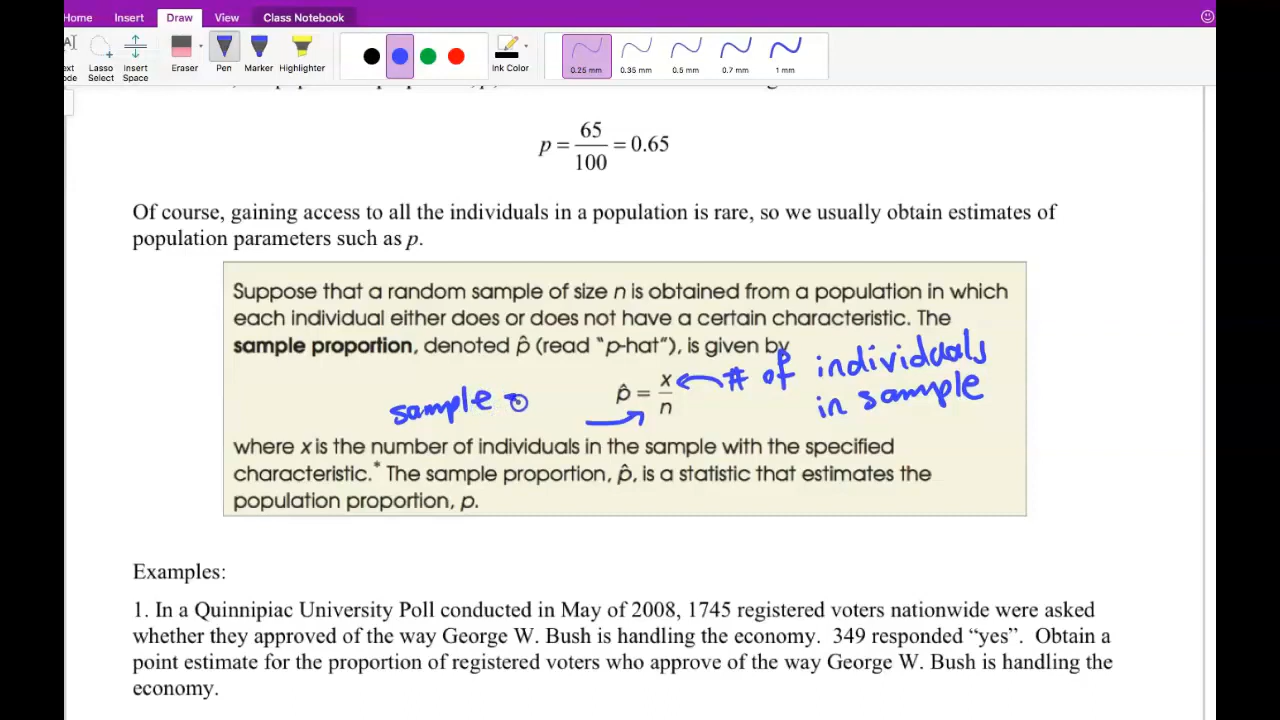 Home Insert Draw View Class Notebook
Lasso Select Insert Space Eraser Pen Marker Highlighter Ink Color 0.25 mm 0.35 mm 0.5 mm 0.7 mm 1 mm
p = 65/100 = 0.65
Of course, gaining access to all the individuals in a population is rare, so we usually obtain estimates of
population parameters such as p.
Suppose that a random sample of size n is obtained from a population in which
each individual either does or does not have a certain characteristic. The
sample proportion, denoted p̂ (read "p-hat"), is given by
p̂ = x/n
# of individuals
in sample
sample
where x is the number of individuals in the sample with the specified
characteristic.* The sample proportion, p̂, is a statistic that estimates the
population proportion, p.
Examples:
1. In a Quinnipiac University Poll conducted in May of 2008, 1745 registered voters nationwide were asked
whether they approved of the way George W. Bush is handling the economy. 349 responded “yes”. Obtain a
point estimate for the proportion of registered voters who approve of the way George W. Bush is handling the
economy.